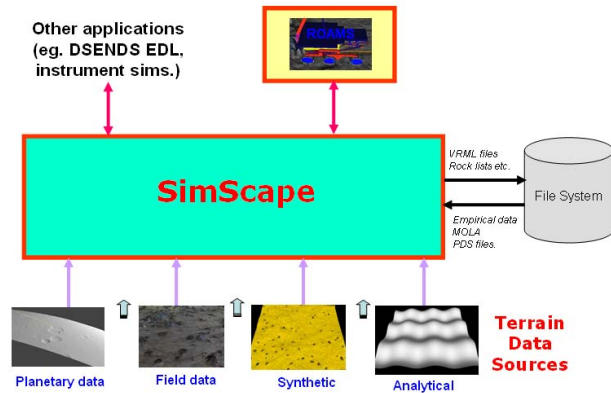 Other applications
(eg. DSENDS EDL,
instrument sims.)
ROAMS
SimScape
VRML files
Rock lists etc.
File System
Empirical data
MOLA
PDS files.
Planetary data
Field data
Synthetic
Analytical
Terrain
Data
Sources